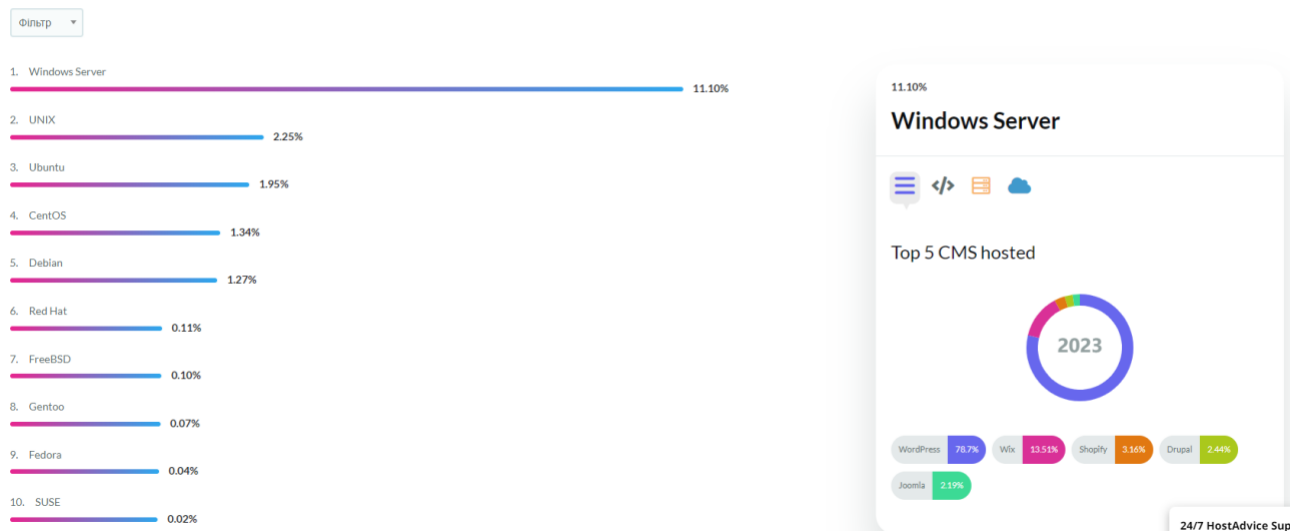 Фільтр
1. Windows Server
11.10%
2. UNIX
2.25%
3. Ubuntu
1.95%
4. CentOS
1.34%
5. Debian
1.27%
6. Red Hat
0.11%
7. FreeBSD
0.10%
8. Gentoo
0.07%
9. Fedora
0.04%
10. SUSE
0.02%
11.10%
Windows Server
</>
Top 5 CMS hosted
2023
WordPress 78.7% Wix 13.51% Shopify 3.16% Drupal 2.44%
Joomla 2.19%
24/7 HostAdvice Sup